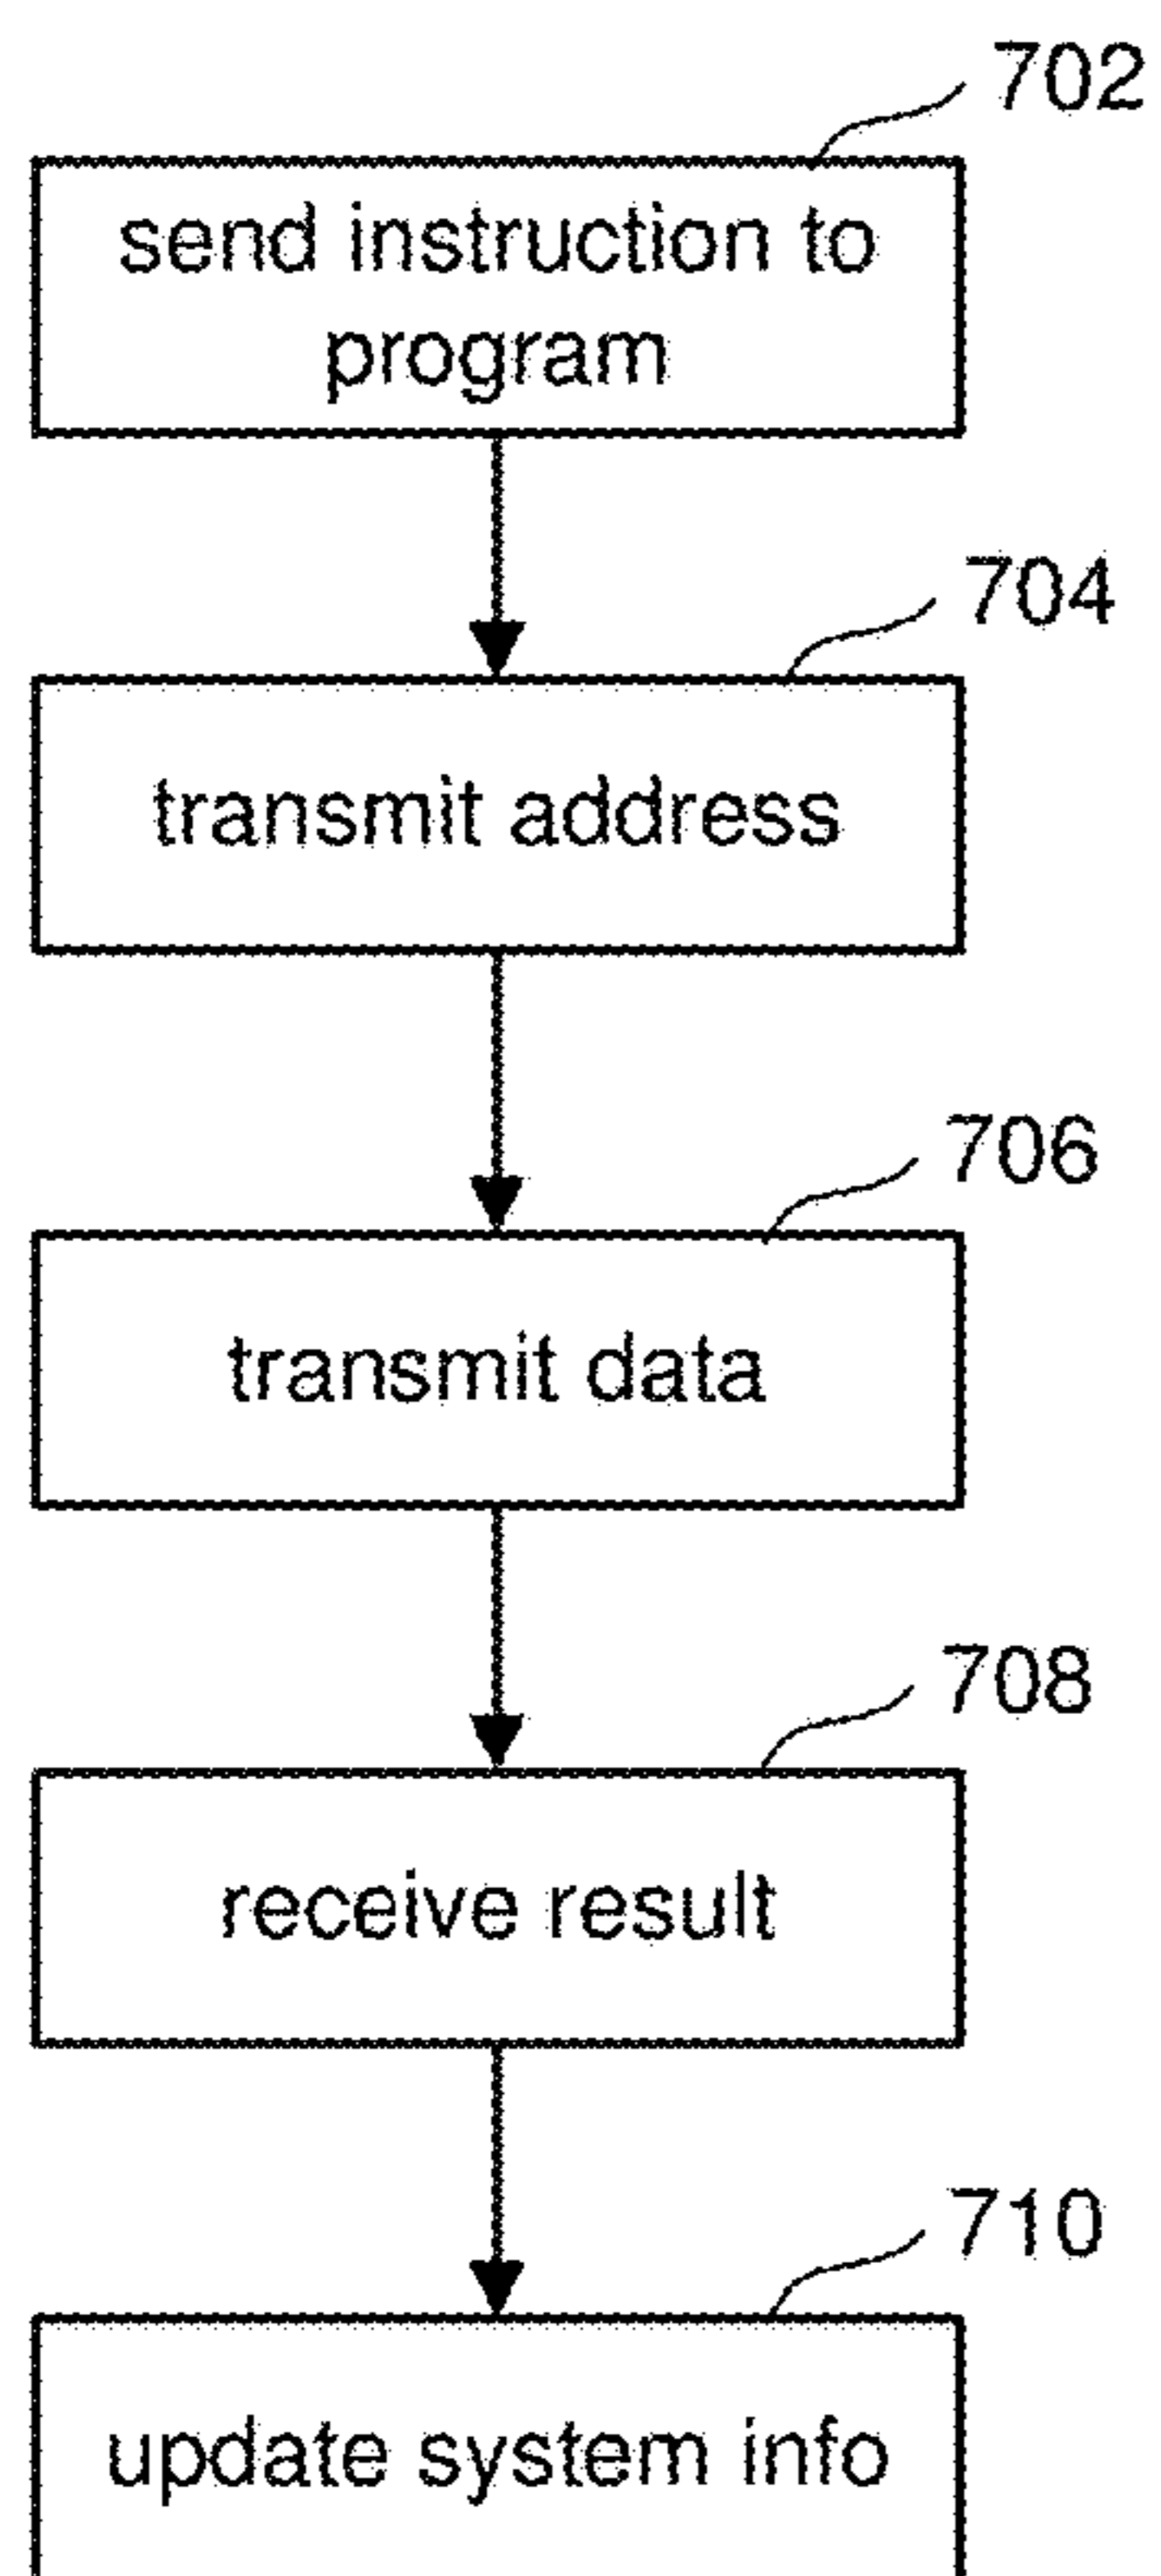 702
send instruction to
program
704
transmit address
706
transmit data
708
receive result
710
update system info